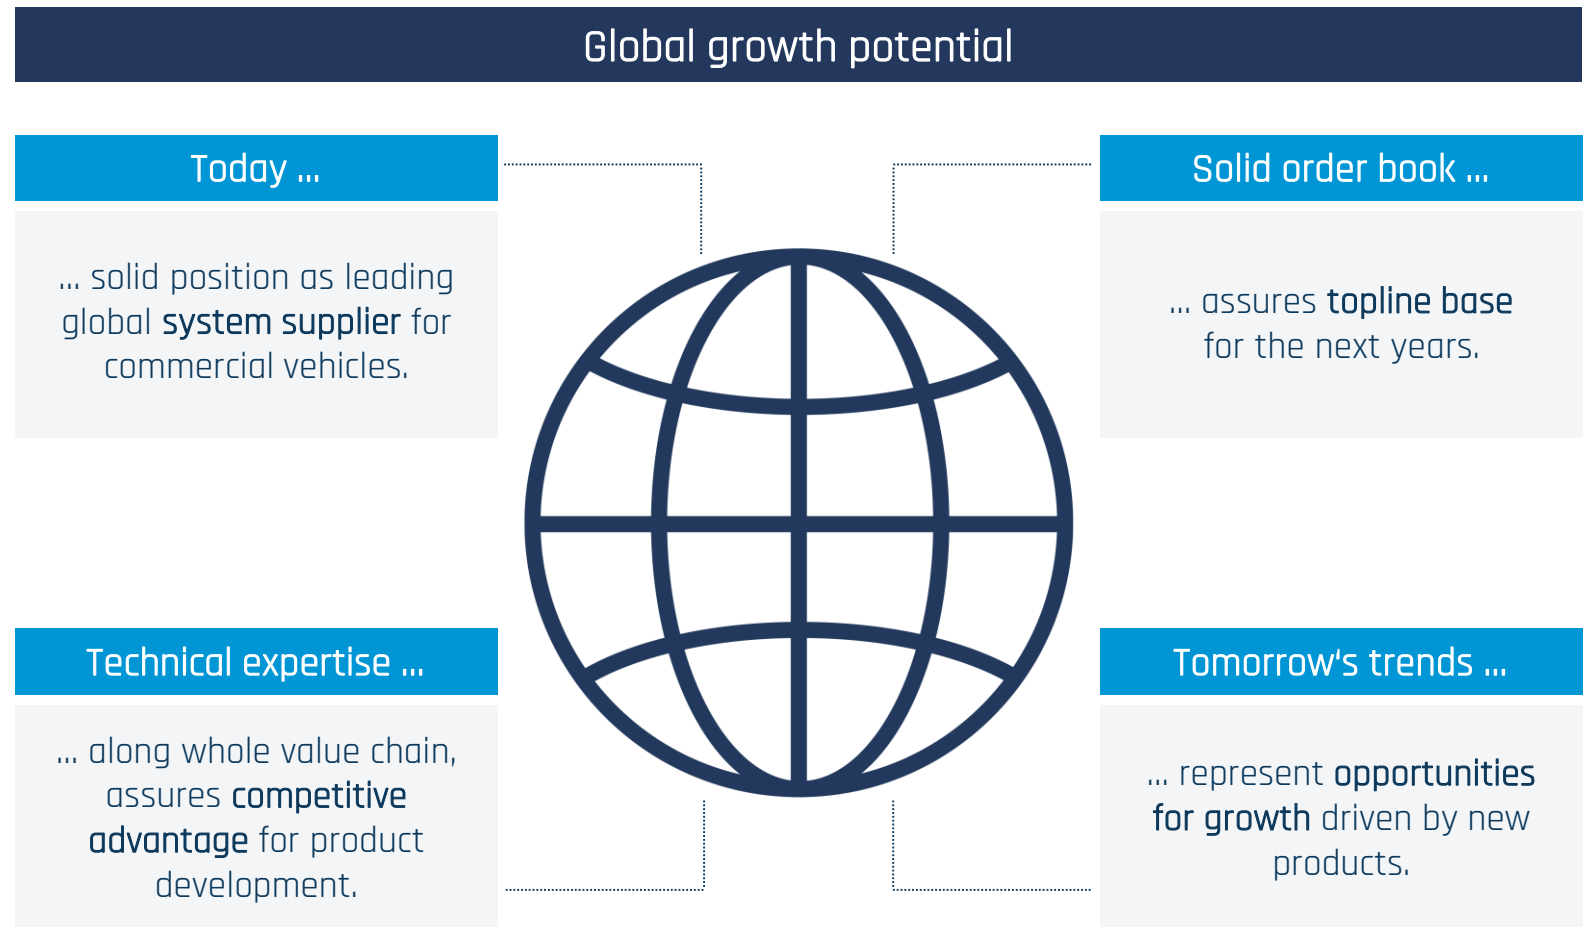 Global growth potential
Today ...
... solid position as leading
global system supplier for
commercial vehicles.
Solid order book ...
... assures topline base
for the next years.
Technical expertise ...
... along whole value chain,
assures competitive
advantage for product
development.
Tomorrow‘s trends ...
... represent opportunities
for growth driven by new
products.